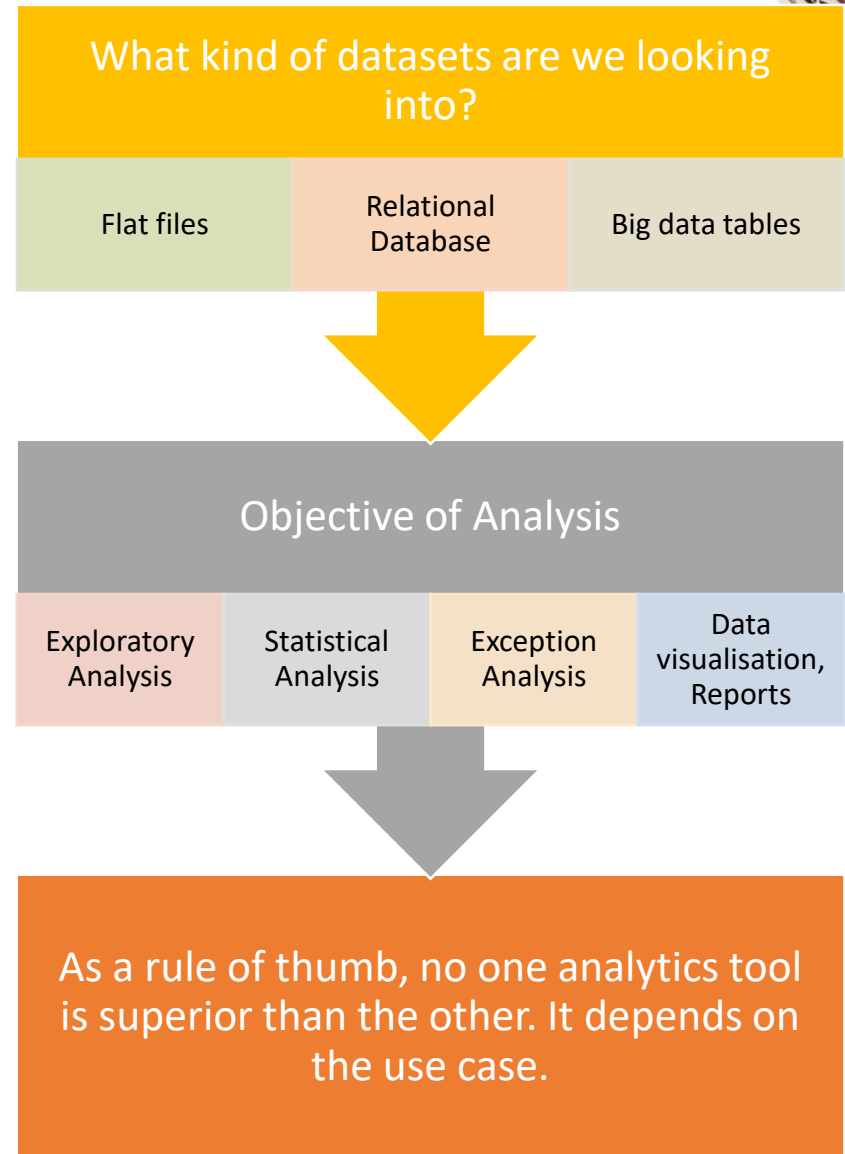 What kind of datasets are we looking
into?
Flat files
Relational
Database
Big data tables
Objective of Analysis
Exploratory
Analysis
Statistical
Analysis
Exception
Analysis
Data
visualisation,
Reports
As a rule of thumb, no one analytics tool
is superior than the other. It depends on
the use case.